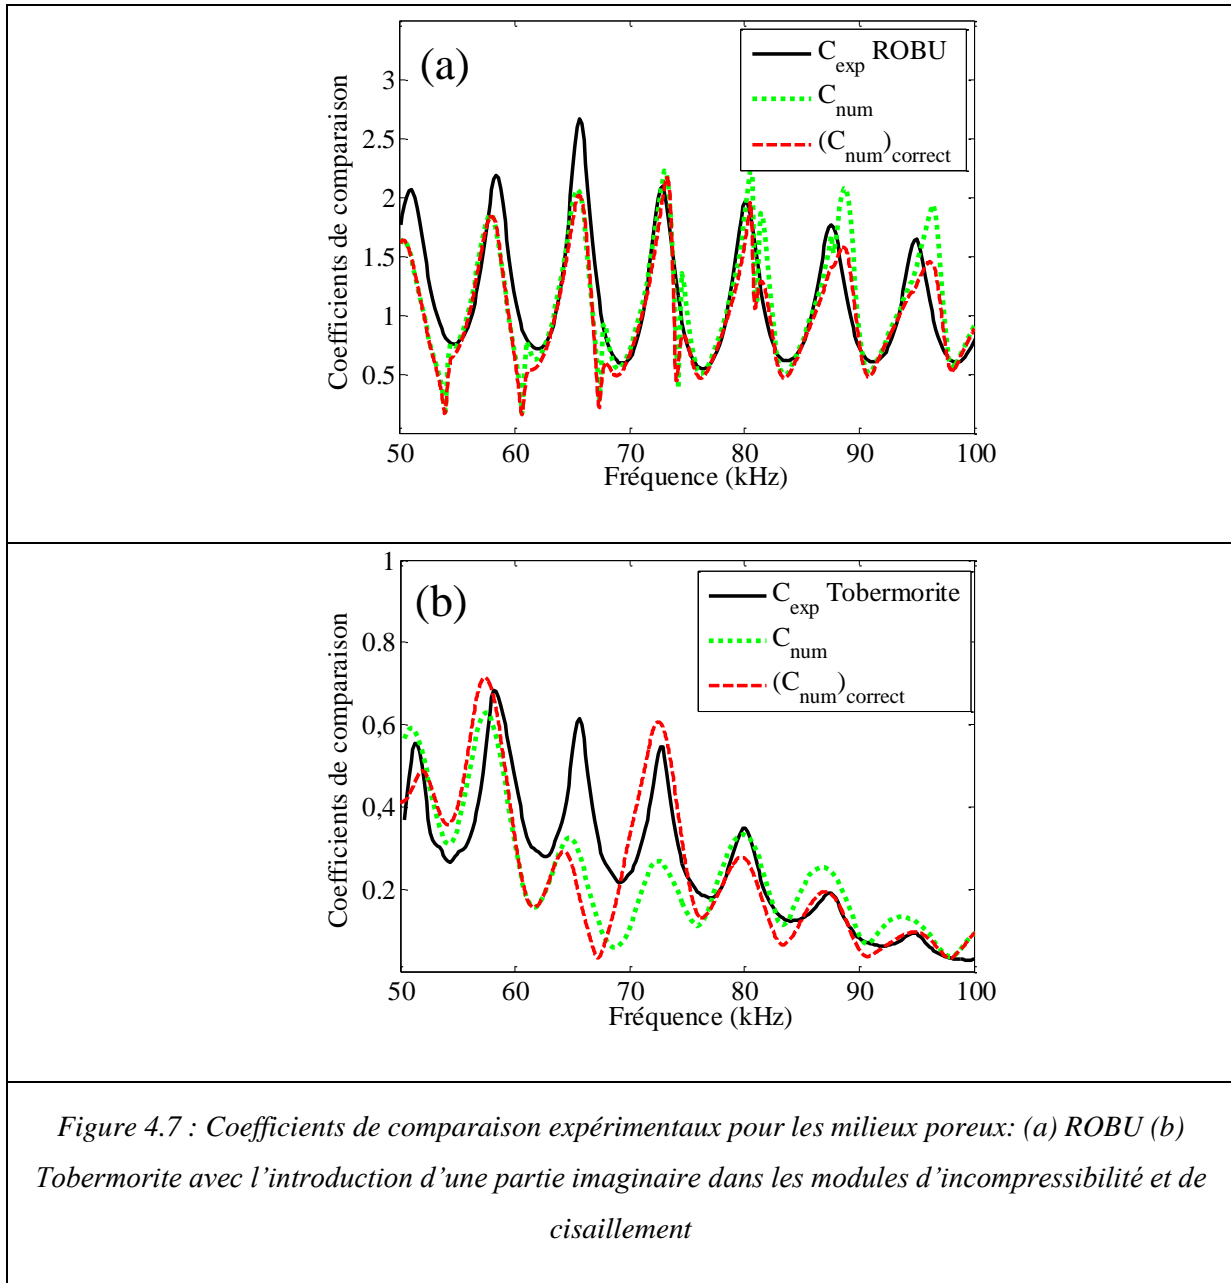 (a)
C_exp ROBU
C_num
(C_num)_correct
Coefficients de comparaison
3
2.5
2
1.5
1
0.5
50 60 70 80 90 100
Fréquence (kHz)
(b)
C_exp Tobermorite
C_num
(C_num)_correct
Coefficients de comparaison
1
0.8
0.6
0.4
0.2
50 60 70 80 90 100
Fréquence (kHz)
Figure 4.7 : Coefficients de comparaison expérimentaux pour les milieux poreux: (a) ROBU (b)
Tobermorite avec l’introduction d’une partie imaginaire dans les modules d’incompressibilité et de
cisaillement